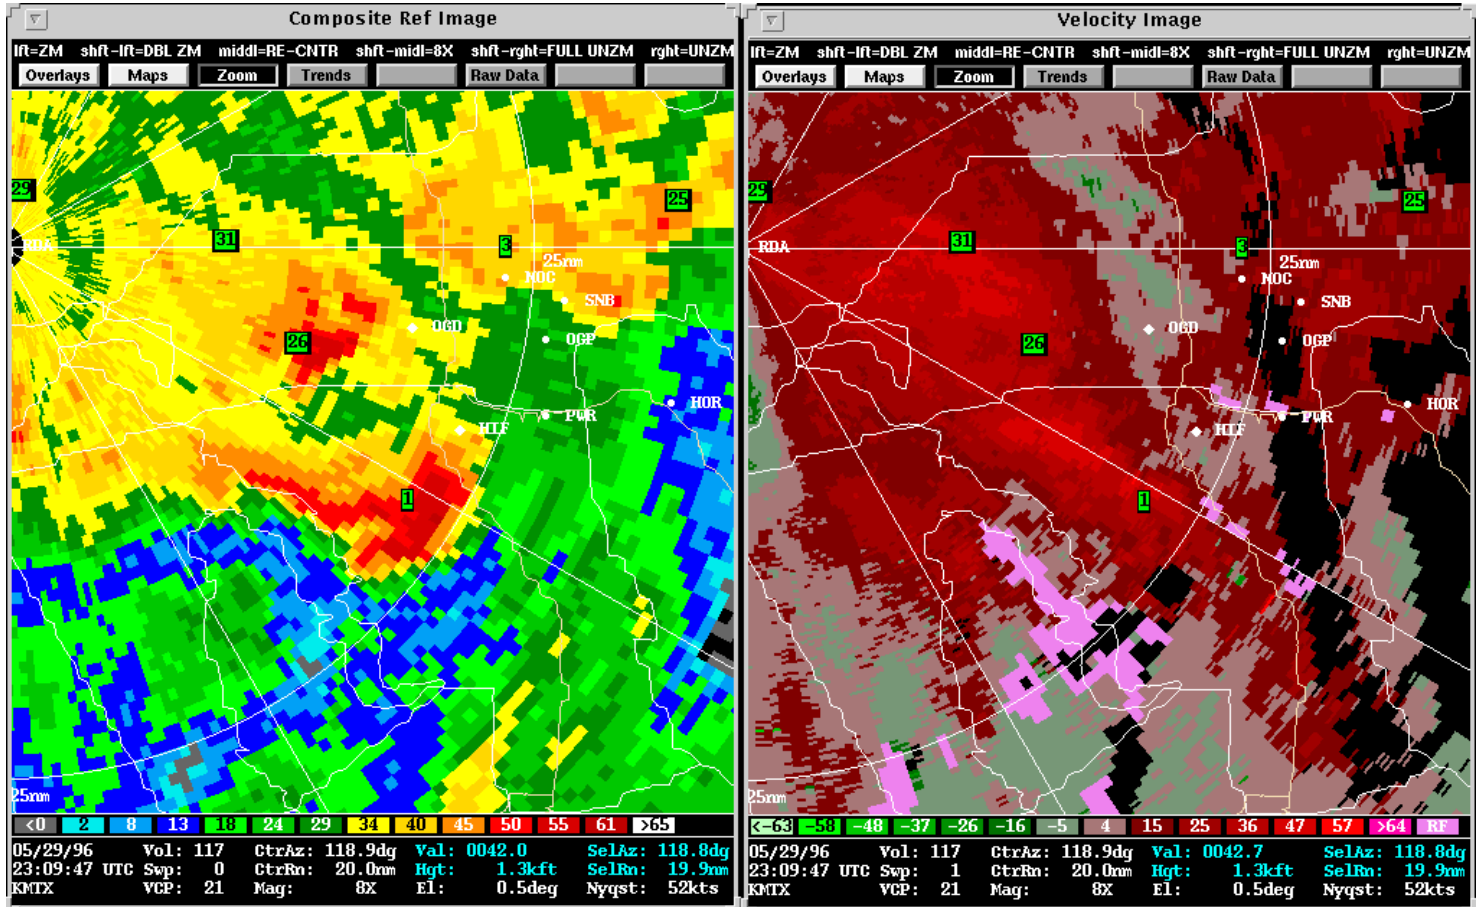 Composite Ref Image
lft=ZM shft-lft=DBL ZM middl=RE-CNTR shft-midl=8X shft-rght=FULL UNZM rght=UNZM
Overlays Maps Zoom Trends Raw Data
29
25
31
3
RDA
25nm
NOG
SNB
26
OGD
OGP
HOR
PWR
HIF
1
25nm
<0 2 8 13 18 24 29 34 40 45 50 55 61 >65
05/29/96 Vol: 117 CtrAz: 118.9dg Val: 0042.0 SelAz: 118.8dg
23:09:47 UTC Swp: 0 CtrRn: 20.0nm Hgt: 1.3kft SelRn: 19.9nm
KMTX VCP: 21 Mag: 8X El: 0.5deg Nyqst: 52kts
Velocity Image
lft=ZM shft-lft=DBL ZM middl=RE-CNTR shft-midl=8X shft-rght=FULL UNZM rght=UNZM
Overlays Maps Zoom Trends Raw Data
29
25
31
3
RDA
25nm
NOG
SNB
26
OGD
OGP
HOR
PWR
HIF
1
25nm
<-63 -58 -48 -37 -26 -16 -5 4 15 25 36 47 57 >64 RF
05/29/96 Vol: 117 CtrAz: 118.9dg Val: 0042.7 SelAz: 118.8dg
23:09:47 UTC Swp: 1 CtrRn: 20.0nm Hgt: 1.3kft SelRn: 19.9nm
KMTX VCP: 21 Mag: 8X El: 0.5deg Nyqst: 52kts